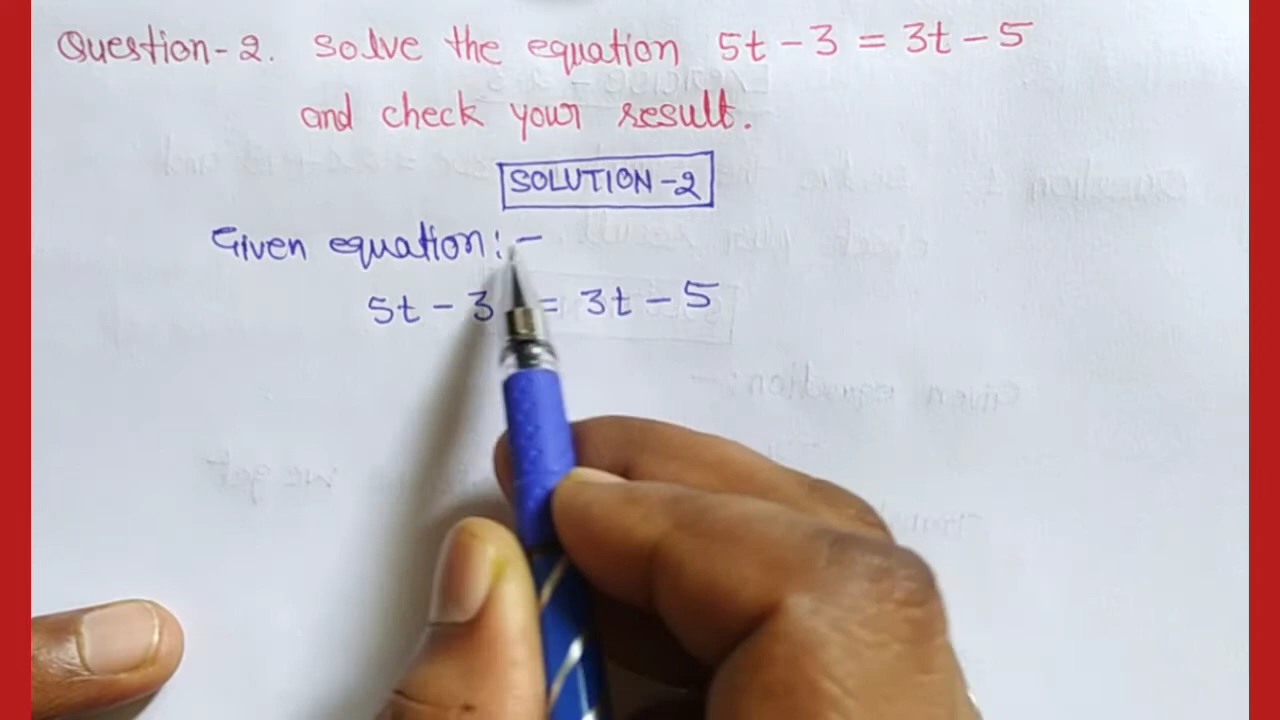 Question-2. Solve the equation 5t - 3 = 3t - 5
and check your result.
SOLUTION-2
Given equation:-
5t - 3 = 3t - 5